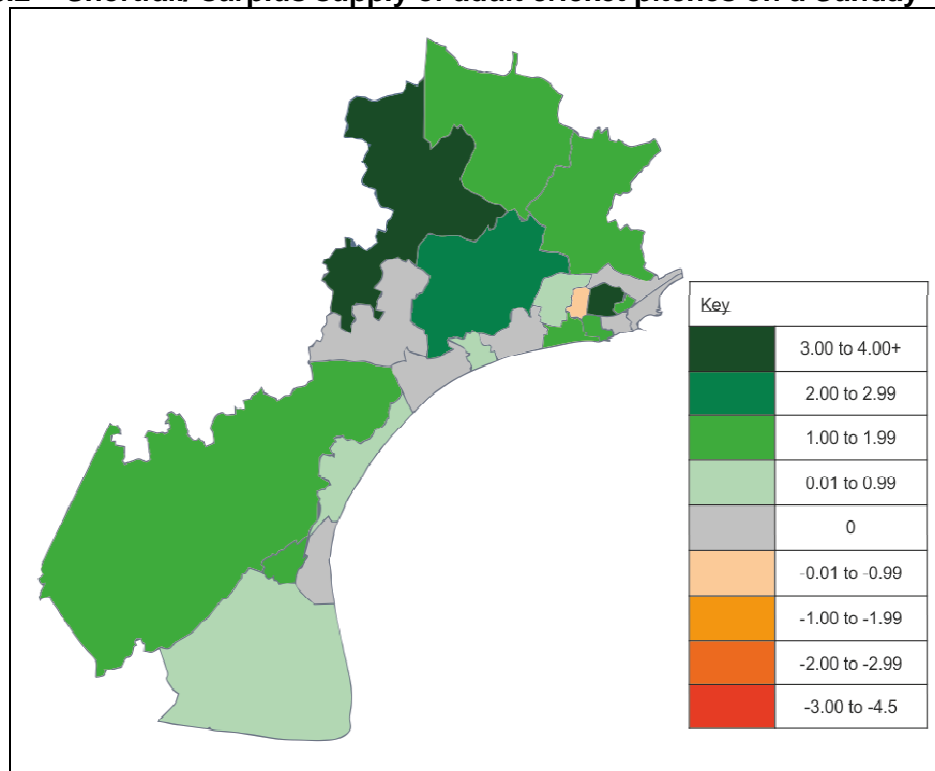 Shortfall/ Surplus supply of adult cricket pitches on a Sunday
Key
3.00 to 4.00+
2.00 to 2.99
1.00 to 1.99
0.01 to 0.99
0
-0.01 to -0.99
-1.00 to -1.99
-2.00 to -2.99
-3.00 to -4.5